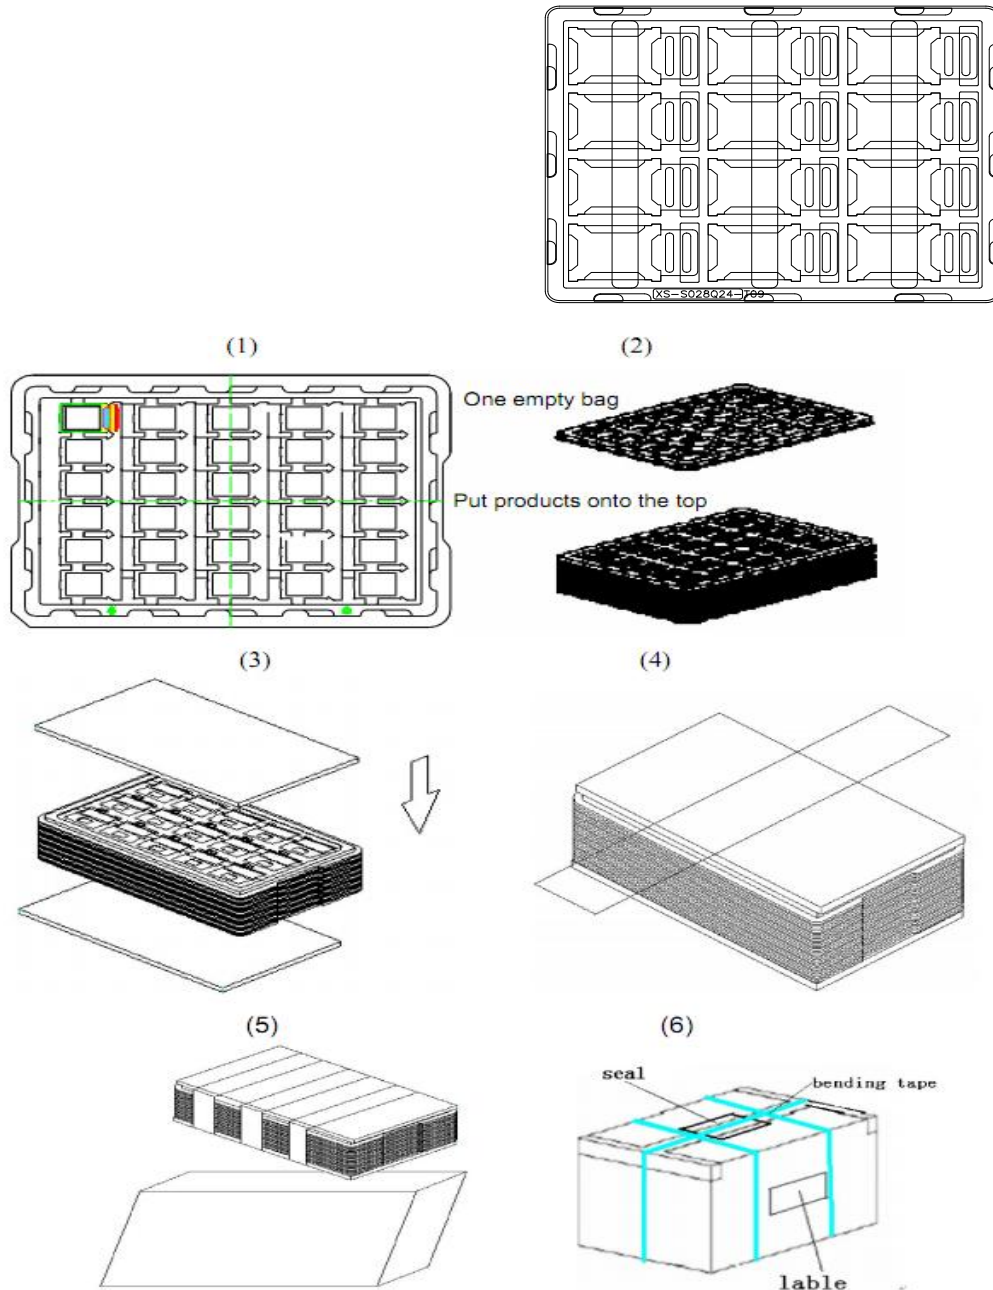 XS-S028Q24-T09
(1)
(2)
One empty bag
Put products onto the top
(3)
(4)
(5)
(6)
seal
bending tape
lable